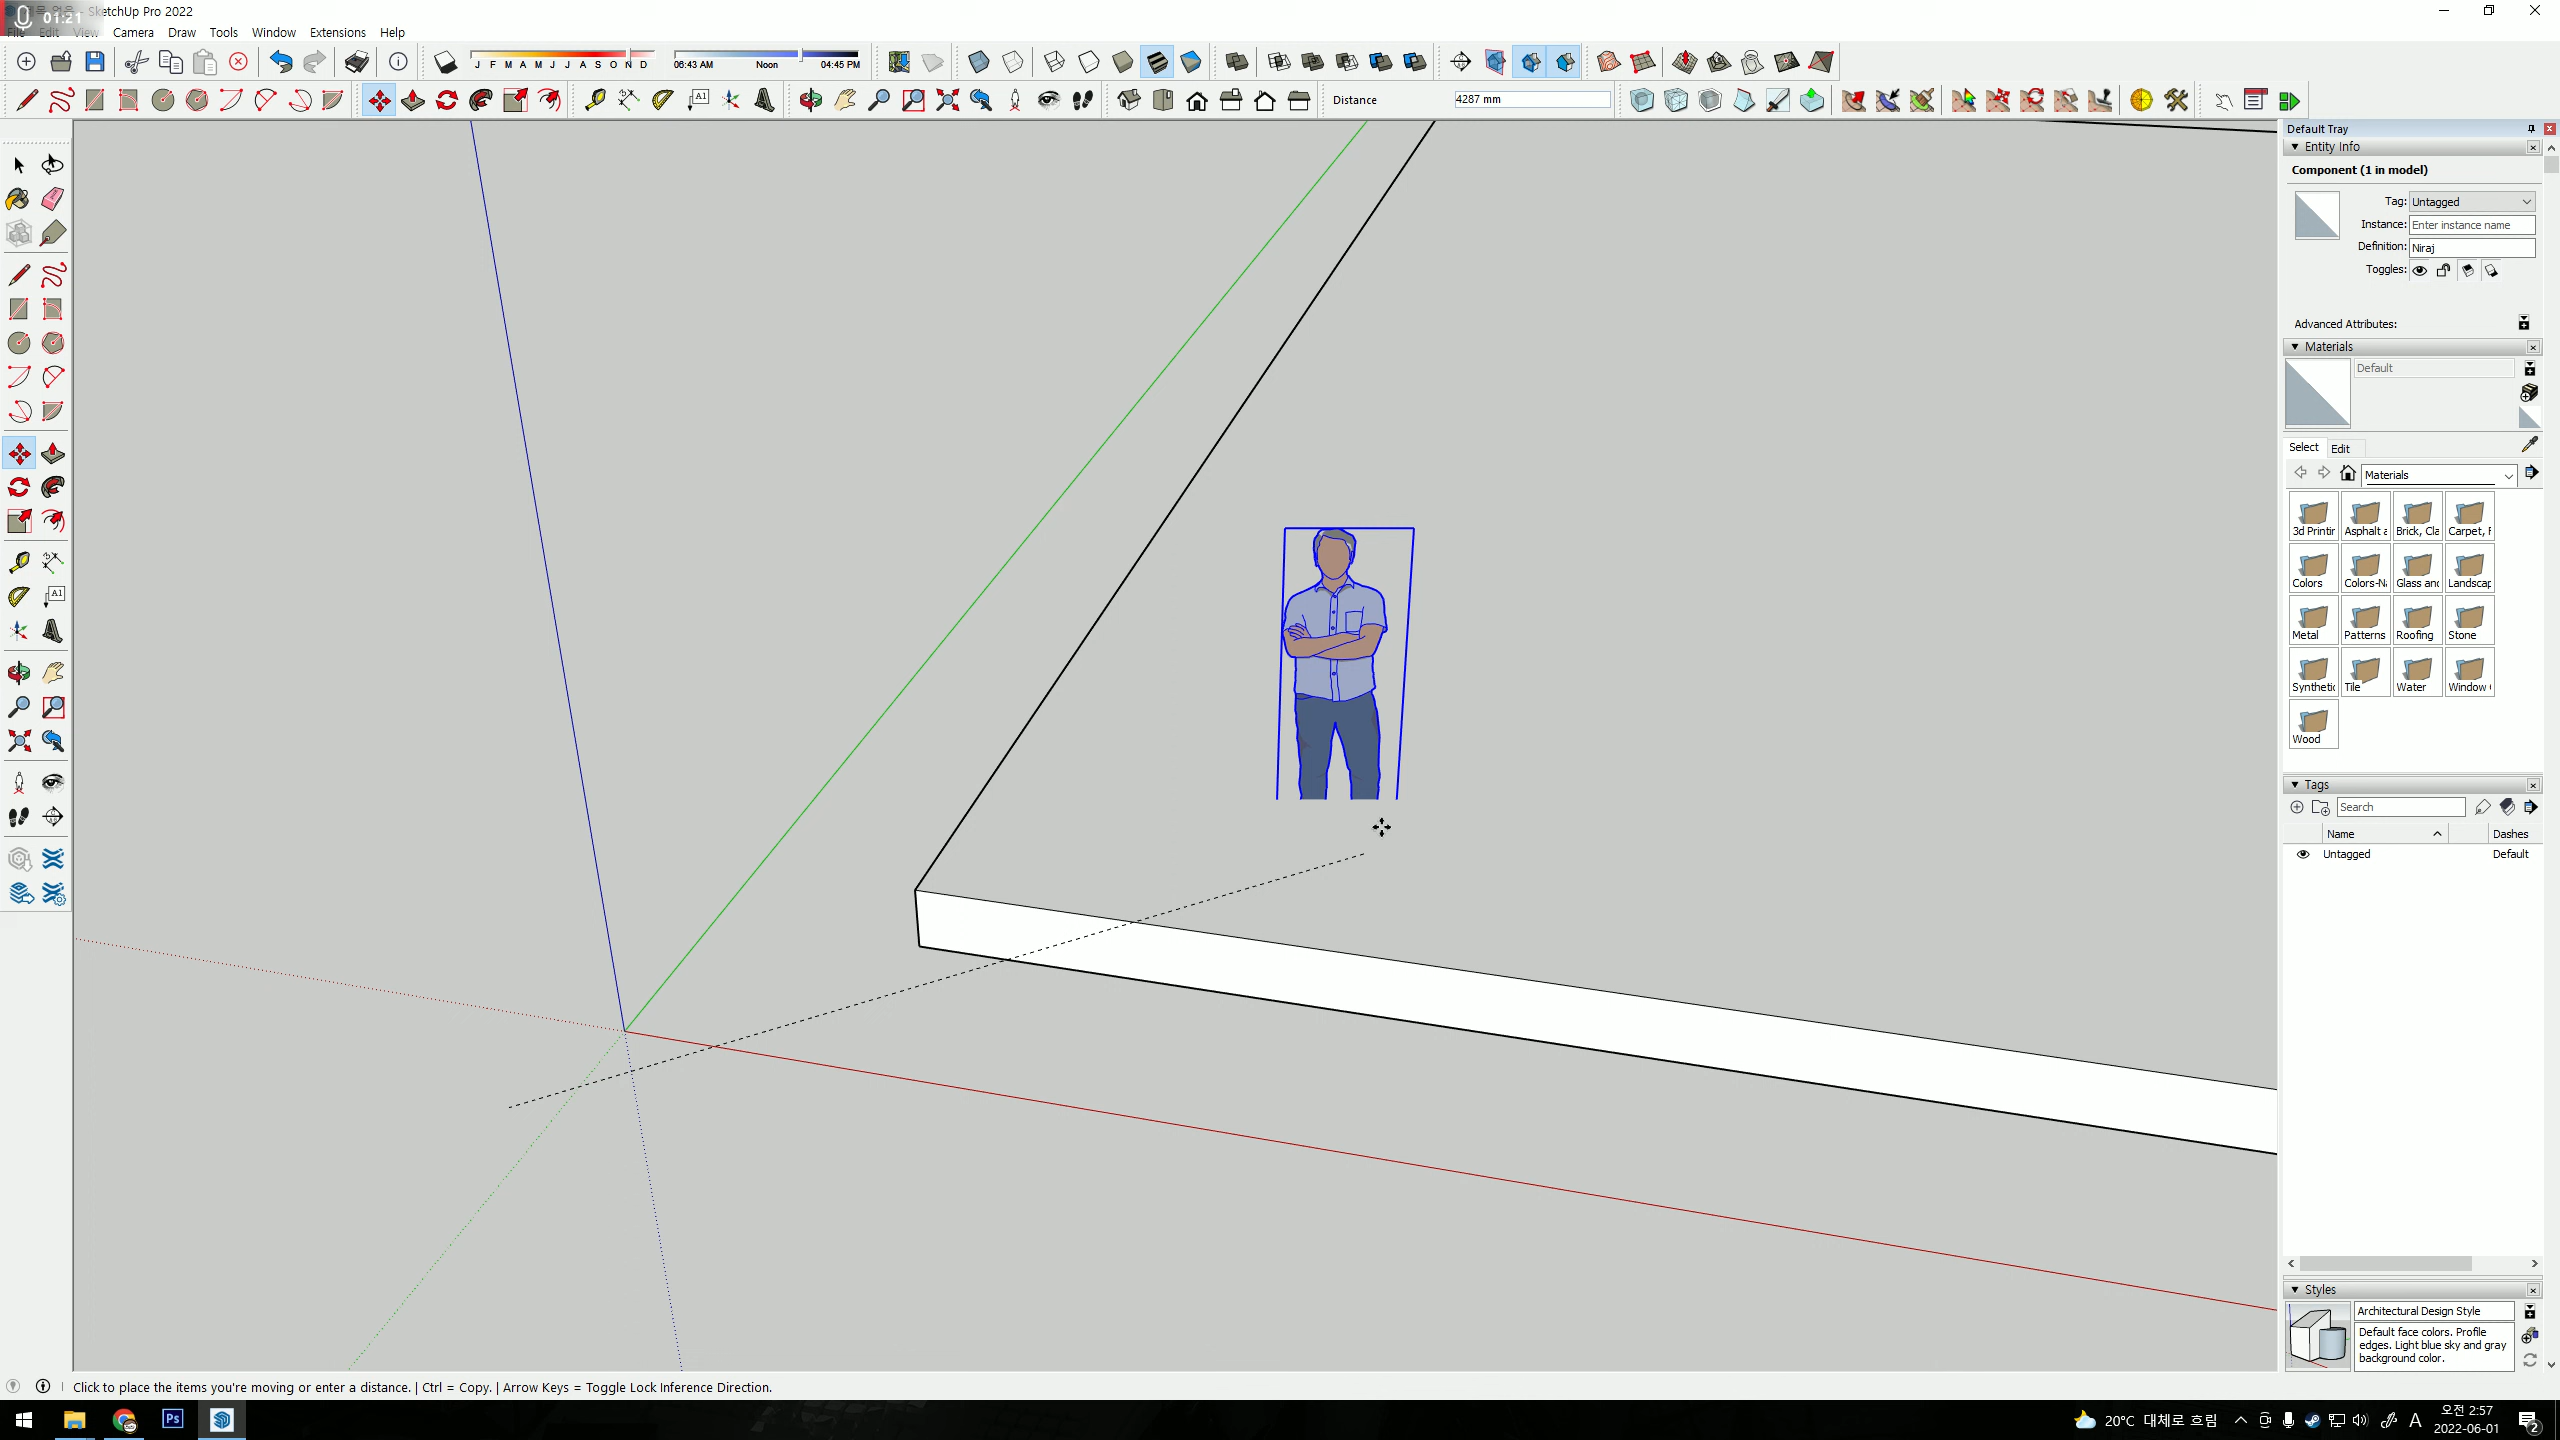 01:21
SketchUp Pro 2022
File Edit View Camera Draw Tools Window Extensions Help
J F M A M J J A S O N D
06:43 AM Noon 04:45 PM
Distance 4287 mm
Default Tray
Entity Info
Component (1 in model)
Tag: Untagged
Instance: Enter instance name
Definition: Niraj
Toggles:
Advanced Attributes:
Materials
Default
Select Edit
Materials
3d Printir Asphalt a Brick, Cla Carpet, F
Colors Colors-Na Glass and Landscap
Metal Patterns Roofing Stone
Synthetic Tile Water Window
Wood
Tags
Search
Name Dashes
Untagged Default
Styles
Architectural Design Style
Default face colors. Profile
edges. Light blue sky and gray
background color.
Click to place the items you're moving or enter a distance. | Ctrl = Copy. | Arrow Keys = Toggle Lock Inference Direction.
Ps
20°C 대체로 흐림
A
오전 2:57
2022-06-01
2